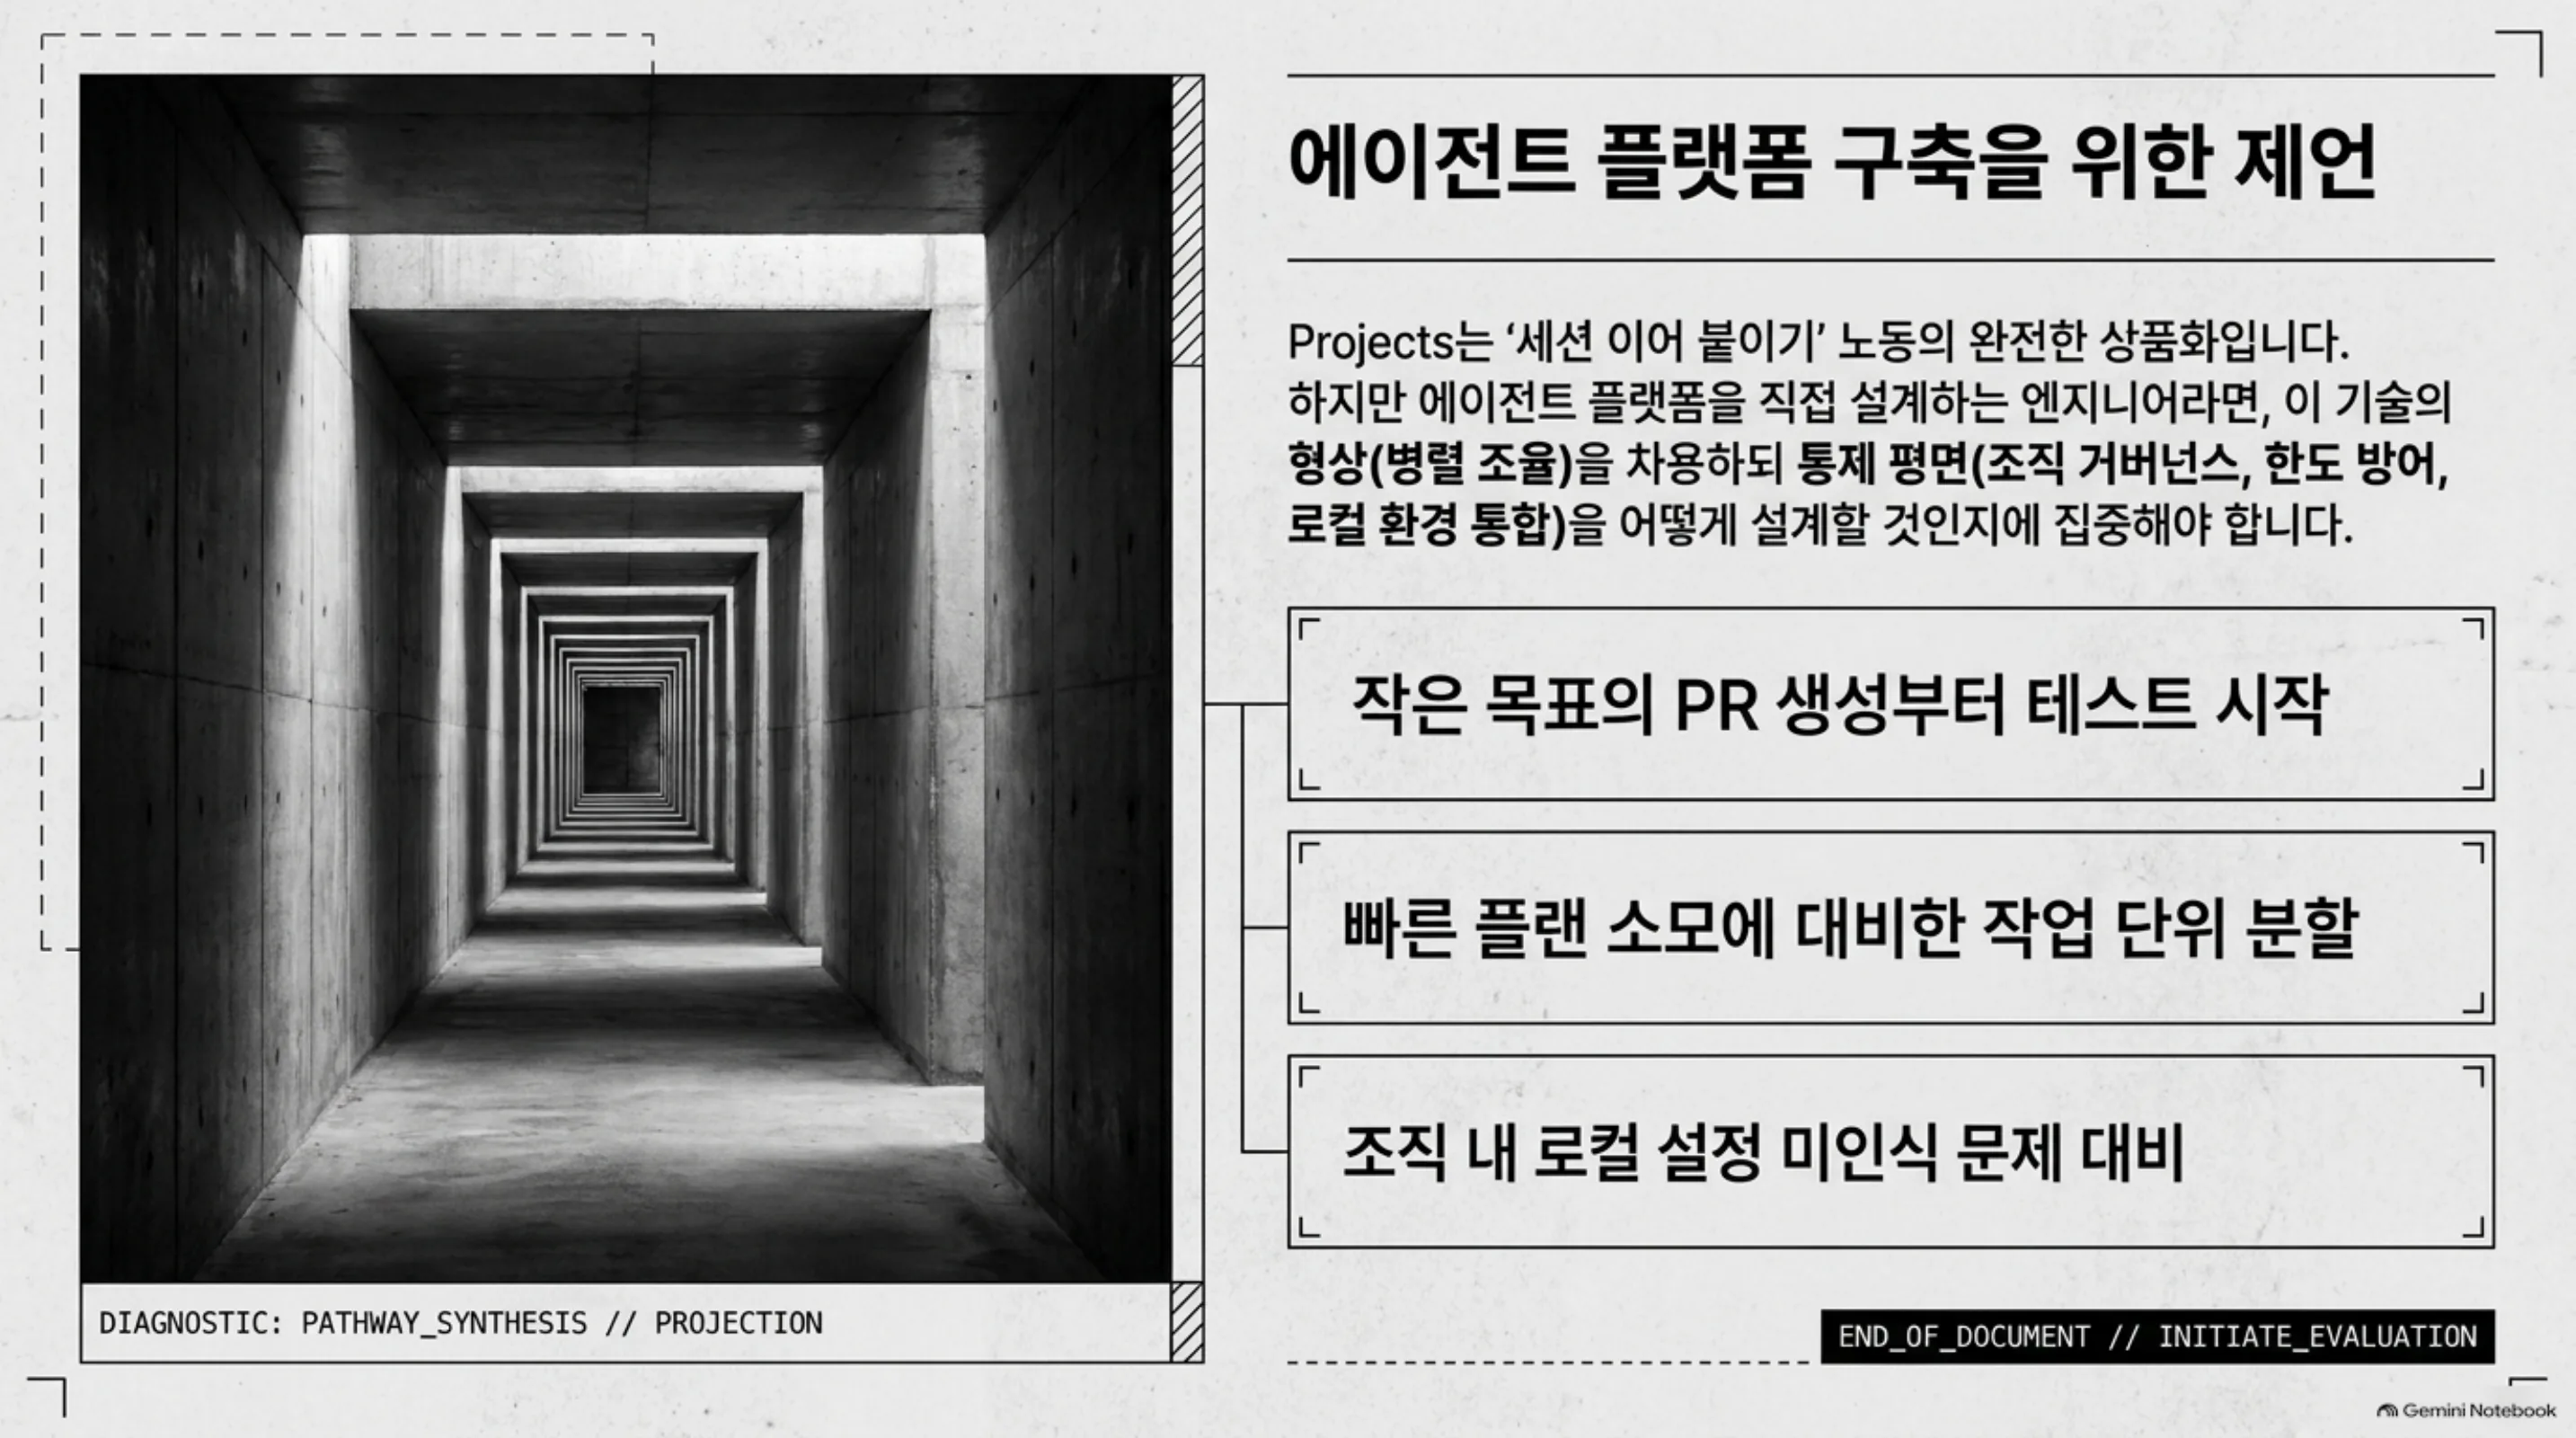 에이전트 플랫폼 구축을 위한 제언
Projects는 ‘세션 이어 붙이기’ 노동의 완전한 상품화입니다.
하지만 에이전트 플랫폼을 직접 설계하는 엔지니어라면, 이 기술의
형상(병렬 조율)을 차용하되 통제 평면(조직 거버넌스, 한도 방어,
로컬 환경 통합)을 어떻게 설계할 것인지에 집중해야 합니다.
작은 목표의 PR 생성부터 테스트 시작
빠른 플랜 소모에 대비한 작업 단위 분할
조직 내 로컬 설정 미인식 문제 대비
DIAGNOSTIC: PATHWAY_SYNTHESIS // PROJECTION
END_OF_DOCUMENT // INITIATE_EVALUATION
Gemini Notebook